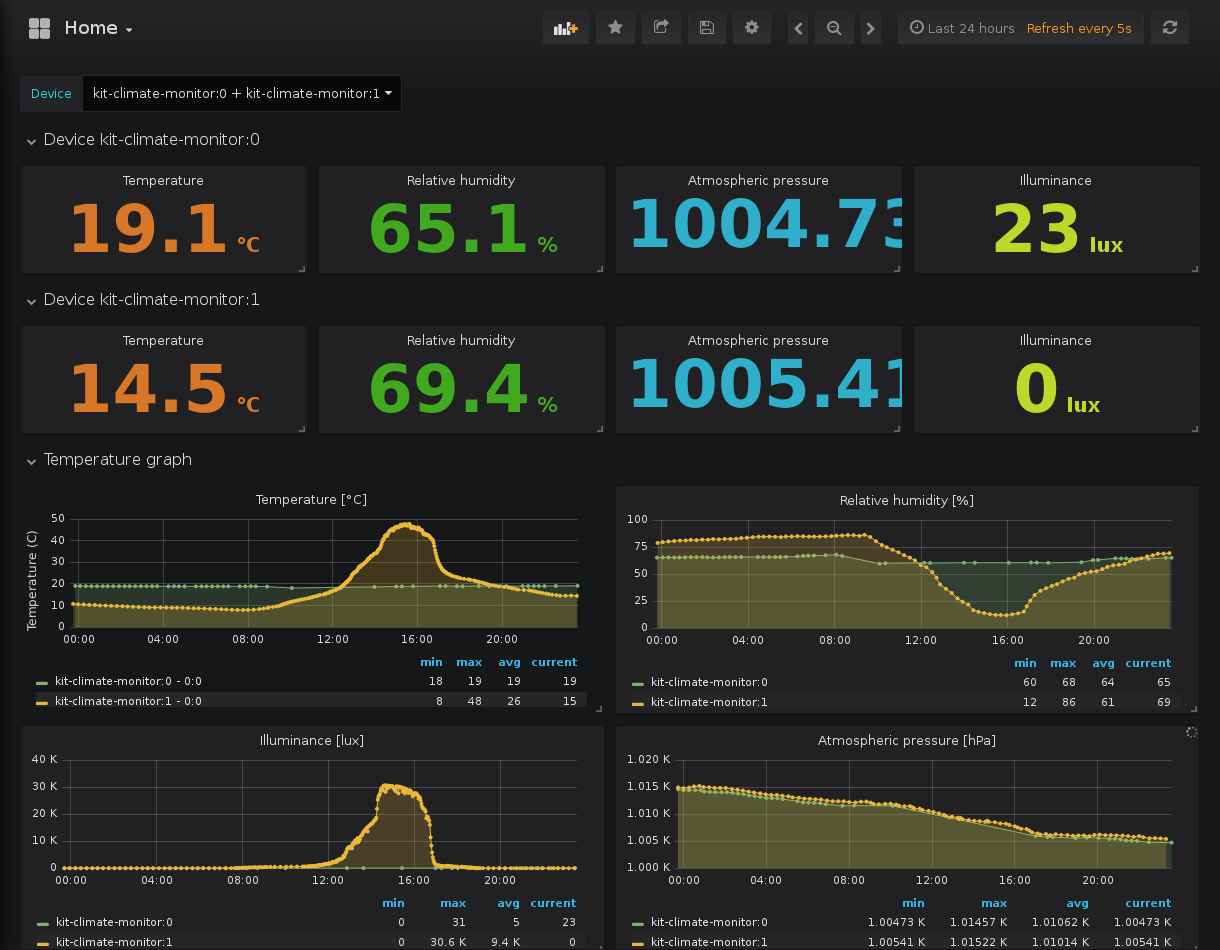 Home
Last 24 hours Refresh every 5s
Device kit-climate-monitor:0 + kit-climate-monitor:1
Device kit-climate-monitor:0
Temperature Relative humidity Atmospheric pressure Illuminance
19.1 °C 65.1 % 1004.73 23 lux
Device kit-climate-monitor:1
Temperature Relative humidity Atmospheric pressure Illuminance
14.5 °C 69.4 % 1005.41 0 lux
Temperature graph
Temperature [°C]
Temperature (C)
50
40
30
20
10
0
00:00 04:00 08:00 12:00 16:00 20:00
min max avg current
kit-climate-monitor:0 - 0:0 18 19 19 19
kit-climate-monitor:1 - 0:0 8 48 26 15
Relative humidity [%]
100
75
50
25
0
00:00 04:00 08:00 12:00 16:00 20:00
min max avg current
kit-climate-monitor:0 60 68 64 65
kit-climate-monitor:1 12 86 61 69
Illuminance [lux]
40 K
30 K
20 K
10 K
0
00:00 04:00 08:00 12:00 16:00 20:00
min max avg current
kit-climate-monitor:0 0 31 5 23
kit-climate-monitor:1 0 30.6 K 9.4 K 0
Atmospheric pressure [hPa]
1.020 K
1.015 K
1.010 K
1.005 K
1.000 K
00:00 04:00 08:00 12:00 16:00 20:00
min max avg current
kit-climate-monitor:0 1.00473 K 1.01457 K 1.01062 K 1.00473 K
kit-climate-monitor:1 1.00541 K 1.01522 K 1.01014 K 1.00541 K